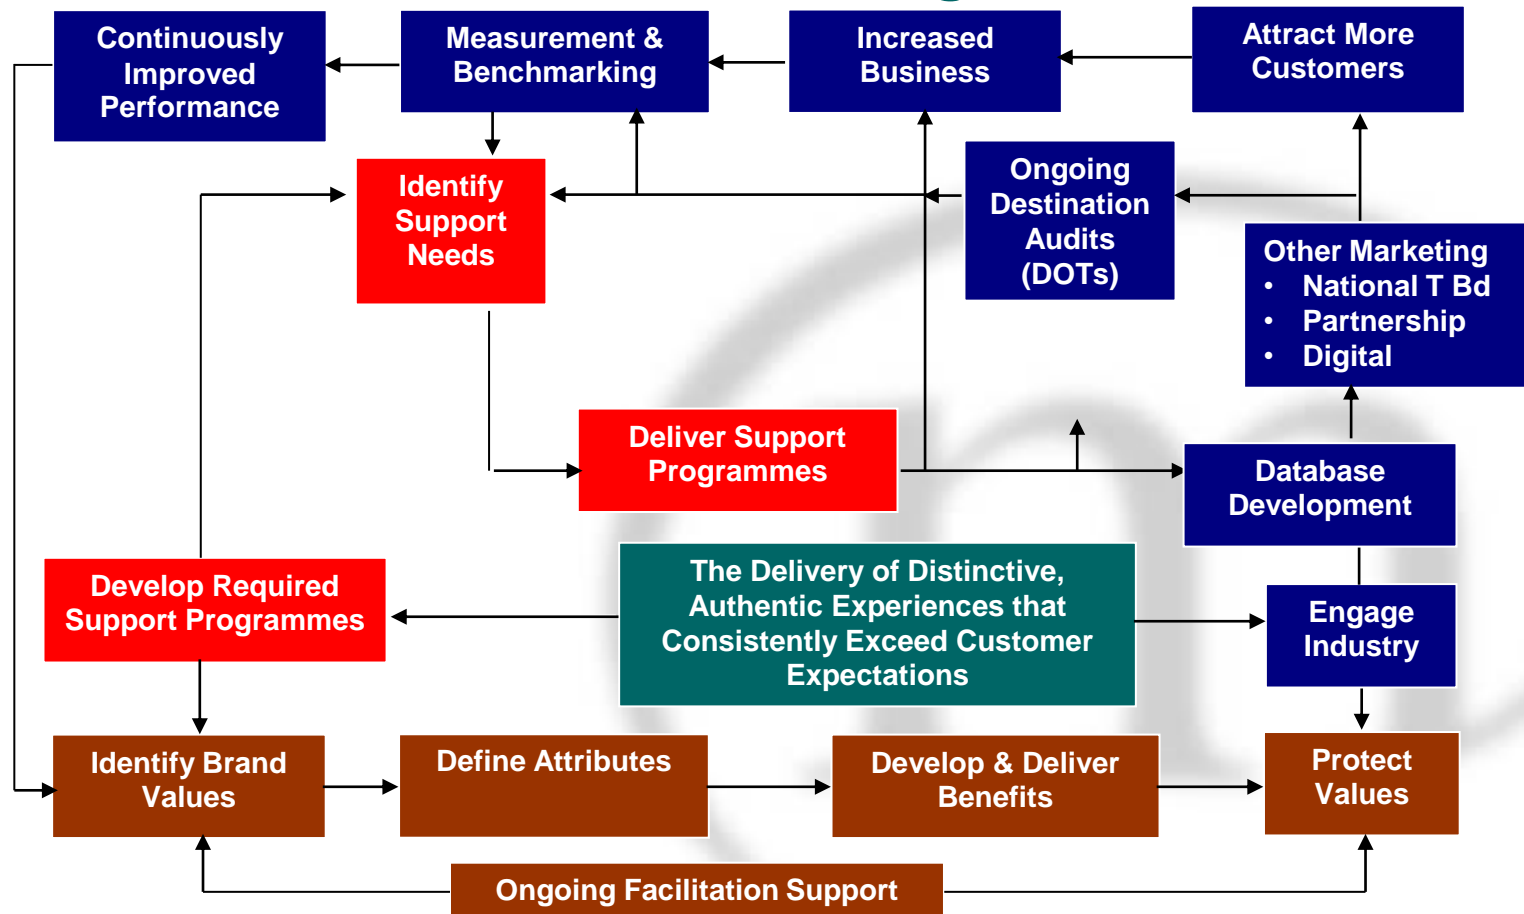 Continuously
Improved
Performance
Measurement &
Benchmarking
Increased
Business
Attract More
Customers
Identify
Support
Needs
Ongoing
Destination
Audits
(DOTs)
Other Marketing
• National T Bd
• Partnership
• Digital
Deliver Support
Programmes
Database
Development
Develop Required
Support Programmes
The Delivery of Distinctive,
Authentic Experiences that
Consistently Exceed Customer
Expectations
Engage
Industry
Identify Brand
Values
Define Attributes
Develop & Deliver
Benefits
Protect
Values
Ongoing Facilitation Support